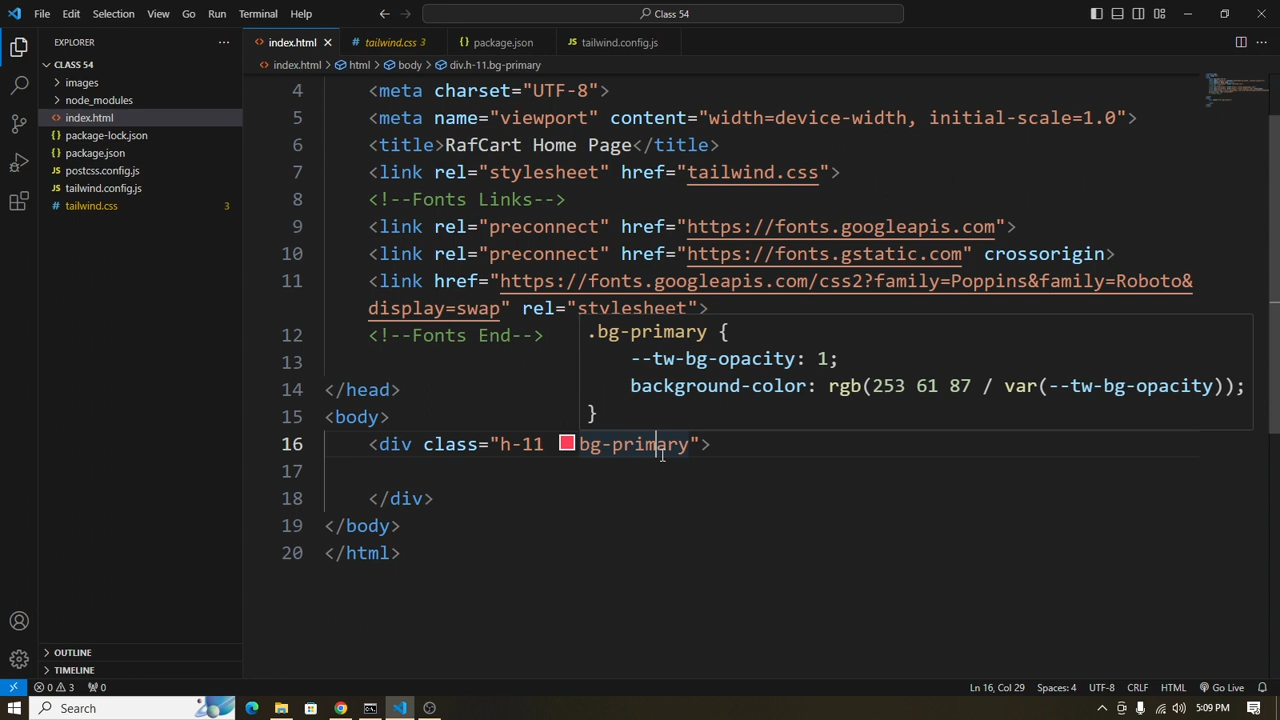 File Edit Selection View Go Run Terminal Help
Class 54
EXPLORER
CLASS 54
images
node_modules
index.html
package-lock.json
package.json
postcss.config.js
tailwind.config.js
tailwind.css 3
OUTLINE
TIMELINE
index.html tailwind.css 3 package.json tailwind.config.js
index.html > html > body > div.h-11.bg-primary
4 <meta charset="UTF-8">
5 <meta name="viewport" content="width=device-width, initial-scale=1.0">
6 <title>RafCart Home Page</title>
7 <link rel="stylesheet" href="tailwind.css">
8 <!--Fonts Links-->
9 <link rel="preconnect" href="https://fonts.googleapis.com">
10 <link rel="preconnect" href="https://fonts.gstatic.com" crossorigin>
11 <link href="https://fonts.googleapis.com/css2?family=Poppins&family=Roboto&
display=swap" rel="stylesheet">
12 <!--Fonts End-->
13
14 </head>
15 <body>
16 <div class="h-11 bg-primary">
17
18 </div>
19 </body>
20 </html>
.bg-primary {
--tw-bg-opacity: 1;
background-color: rgb(253 61 87 / var(--tw-bg-opacity));
}
0 3 0 Ln 16, Col 29 Spaces: 4 UTF-8 CRLF HTML Go Live
Search 5:09 PM